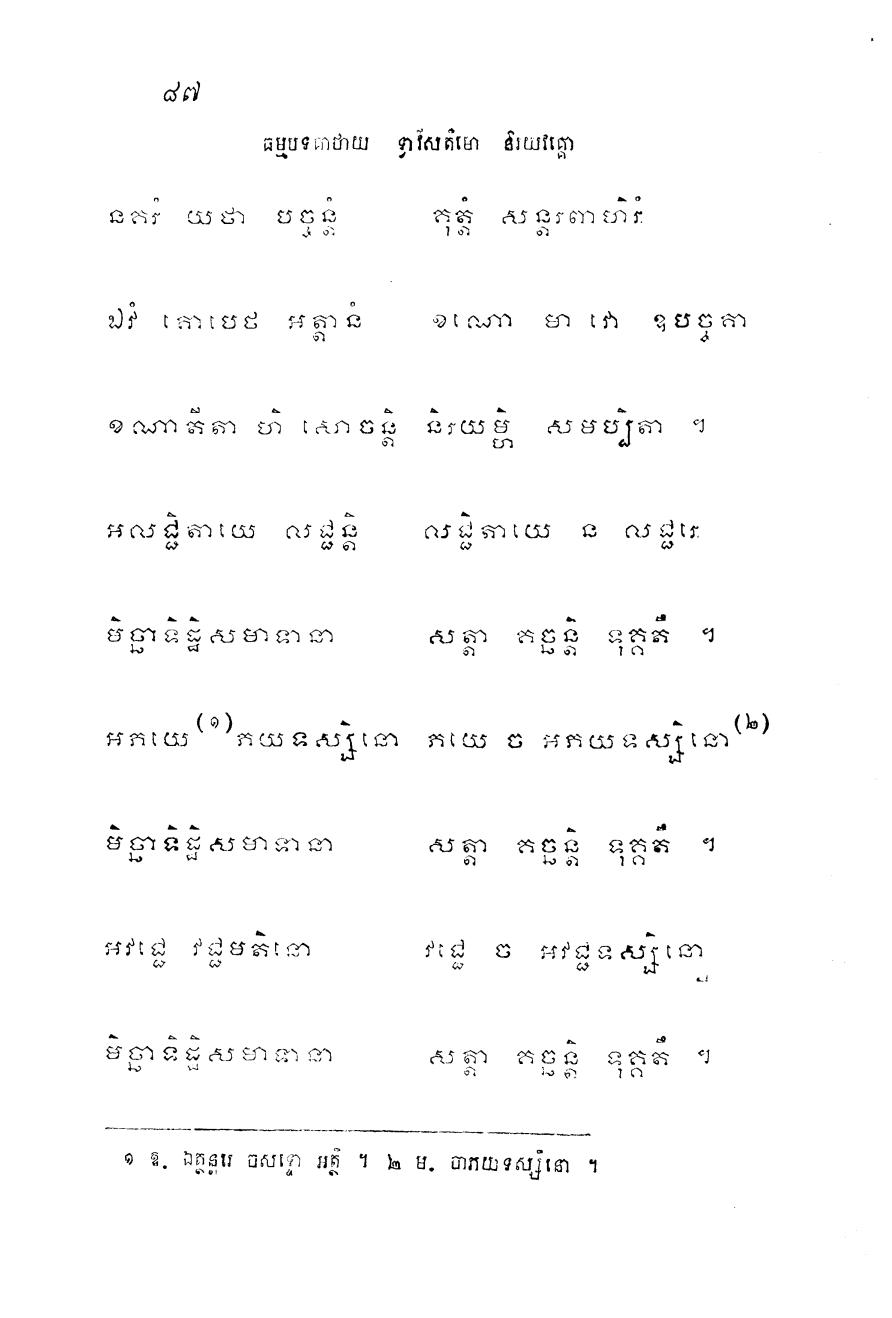 ៨៧
ធម្មបទគាថាយ ទ្វាវីសតិមោ និរយវគ្គោ
នគរំ យថា បច្ចន្តំ គុត្តំ សន្តរពាហិរំ
ឯវំ គោបេថ អត្តានំ ខណោ មា វោ ឧបច្ចគា
ខណាតីតា ហិ សោចន្តិ និរយម្ហិ សមប្បិតា ។
អលជ្ជិតាយេ លជ្ជន្តិ លជ្ជិតាយេ ន លជ្ជរេ
មិច្ឆាទិដ្ឋិសមាទានា សត្តា គច្ឆន្តិ ទុគ្គតឹ ។
អភយេ(១)ភយទស្សិនោ ភយេ ច អភយទស្សិនោ(២)
មិច្ឆាទិដ្ឋិសមាទានា សត្តា គច្ឆន្តិ ទុគ្គតឹ ។
អវជ្ជេ វជ្ជមតិនោ វជ្ជេ ច អវជ្ជទស្សិនោ
មិច្ឆាទិដ្ឋិសមាទានា សត្តា គច្ឆន្តិ ទុគ្គតឹ ។
១ ឱ. ឯត្ថន្តរេ ចសទ្ទោ អត្ថិ ។ ២ ម. ចាភយទស្សិនោ ។